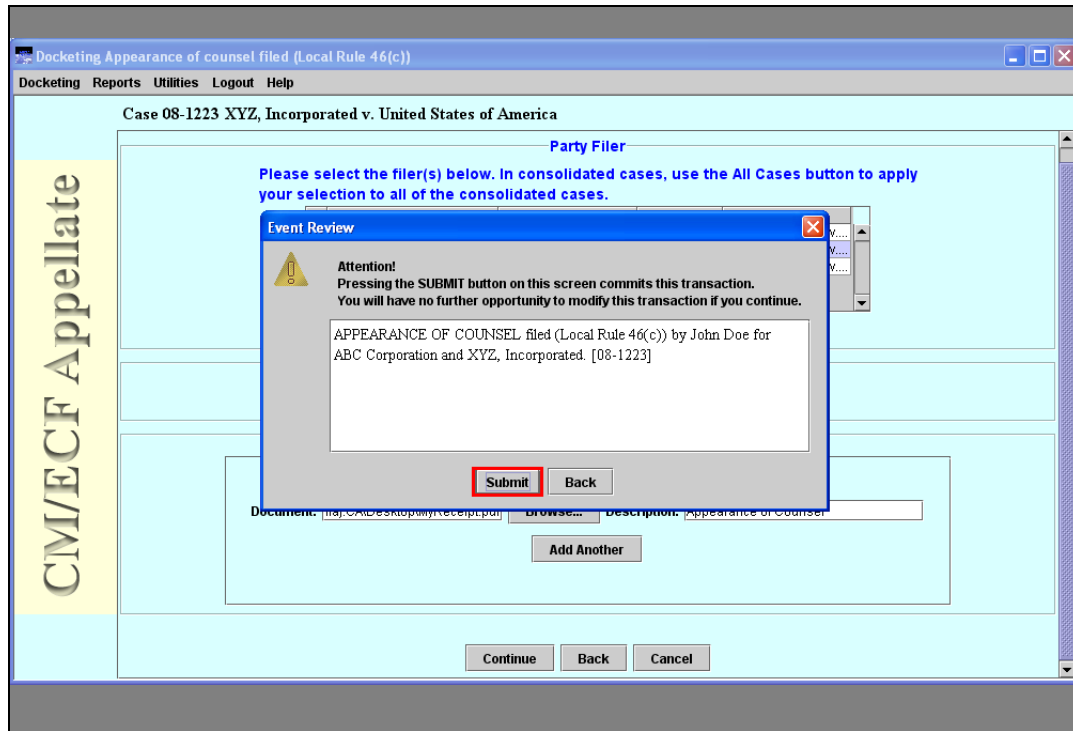 Docketing Appearance of counsel filed (Local Rule 46(c))
Docketing Reports Utilities Logout Help
Case 08-1223 XYZ, Incorporated v. United States of America
CM/ECF Appellate
Party Filer
Please select the filer(s) below. In consolidated cases, use the All Cases button to apply
your selection to all of the consolidated cases.
v....
v....
v....
Event Review
Attention!
Pressing the SUBMIT button on this screen commits this transaction.
You will have no further opportunity to modify this transaction if you continue.
APPEARANCE OF COUNSEL filed (Local Rule 46(c)) by John Doe for
ABC Corporation and XYZ, Incorporated. [08-1223]
Submit Back
Document: Browse... Description: Appearance of Counsel
Add Another
Continue Back Cancel